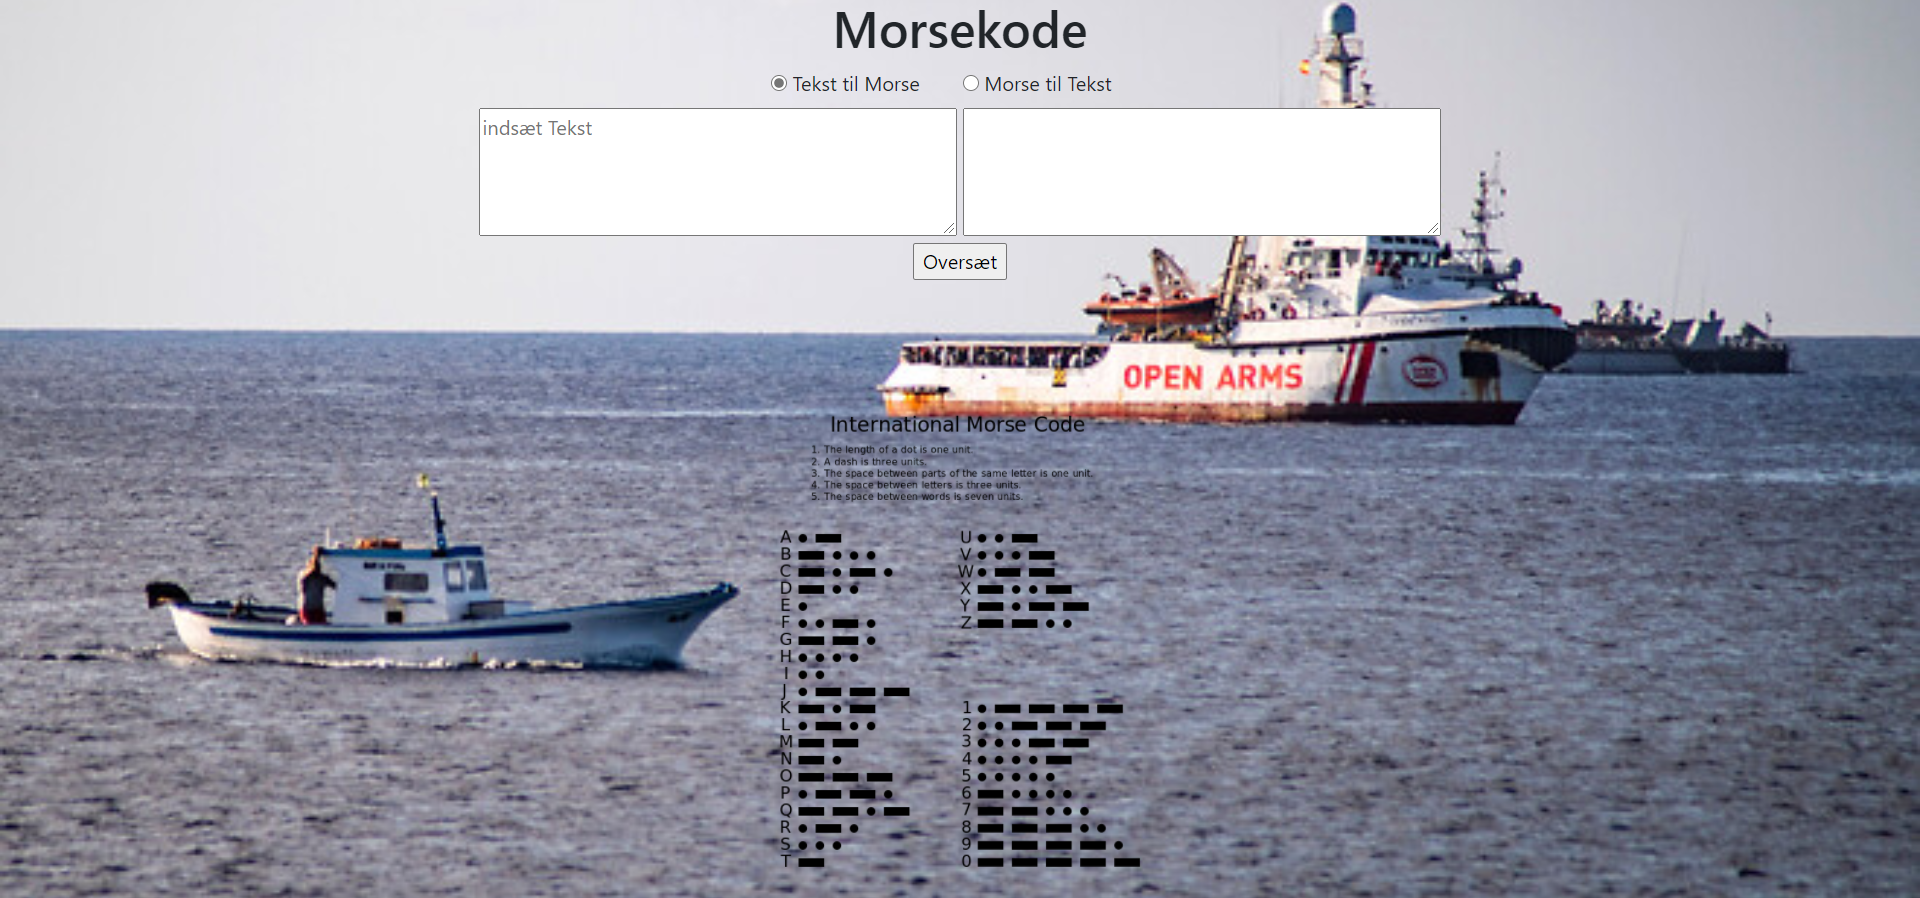 Morsekode
Tekst til Morse Morse til Tekst
indsæt Tekst
Oversæt
OPEN ARMS
International Morse Code
1. The length of a dot is one unit.
2. A dash is three units.
3. The space between parts of the same letter is one unit.
4. The space between letters is three units.
5. The space between words is seven units.
A
B
C
D
E
F
G
H
I
J
K
L
M
N
O
P
Q
R
S
T
U
V
W
X
Y
Z
1
2
3
4
5
6
7
8
9
0